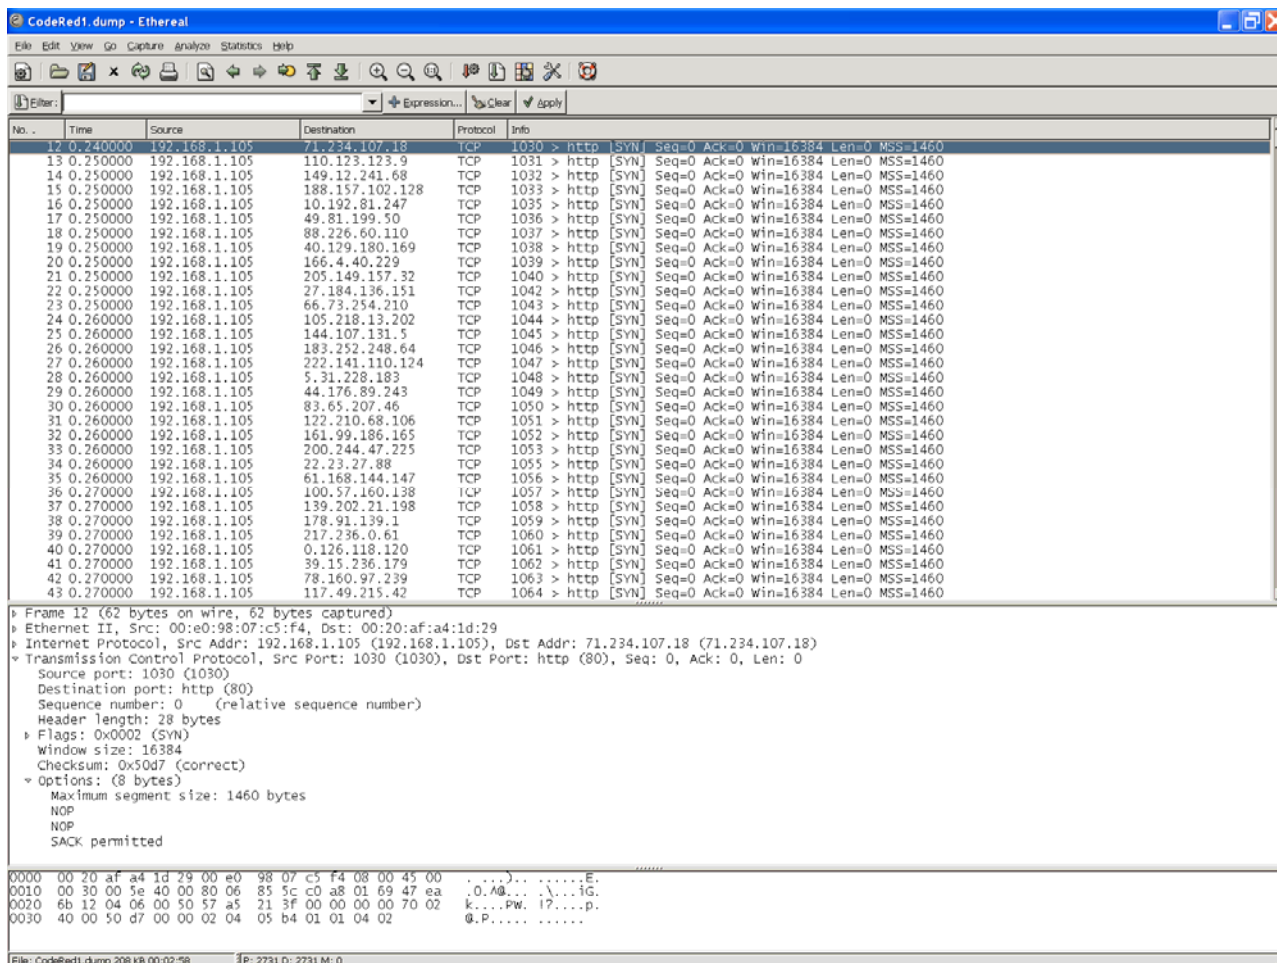 CodeRed1.dump - Ethereal
File Edit View Go Capture Analyze Statistics Help
Filter: Expression... Clear Apply
No. . Time Source Destination Protocol Info
12 0.240000 192.168.1.105 71.234.107.18 TCP 1030 > http [SYN] Seq=0 Ack=0 Win=16384 Len=0 MSS=1460
13 0.250000 192.168.1.105 110.123.123.9 TCP 1031 > http [SYN] Seq=0 Ack=0 Win=16384 Len=0 MSS=1460
14 0.250000 192.168.1.105 149.12.241.68 TCP 1032 > http [SYN] Seq=0 Ack=0 Win=16384 Len=0 MSS=1460
15 0.250000 192.168.1.105 188.157.102.128 TCP 1033 > http [SYN] Seq=0 Ack=0 Win=16384 Len=0 MSS=1460
16 0.250000 192.168.1.105 10.192.81.247 TCP 1035 > http [SYN] Seq=0 Ack=0 Win=16384 Len=0 MSS=1460
17 0.250000 192.168.1.105 49.81.199.50 TCP 1036 > http [SYN] Seq=0 Ack=0 Win=16384 Len=0 MSS=1460
18 0.250000 192.168.1.105 88.226.60.110 TCP 1037 > http [SYN] Seq=0 Ack=0 Win=16384 Len=0 MSS=1460
19 0.250000 192.168.1.105 40.129.180.169 TCP 1038 > http [SYN] Seq=0 Ack=0 Win=16384 Len=0 MSS=1460
20 0.250000 192.168.1.105 166.4.40.229 TCP 1039 > http [SYN] Seq=0 Ack=0 Win=16384 Len=0 MSS=1460
21 0.250000 192.168.1.105 205.149.157.32 TCP 1040 > http [SYN] Seq=0 Ack=0 Win=16384 Len=0 MSS=1460
22 0.250000 192.168.1.105 27.184.136.151 TCP 1042 > http [SYN] Seq=0 Ack=0 Win=16384 Len=0 MSS=1460
23 0.250000 192.168.1.105 66.73.254.210 TCP 1043 > http [SYN] Seq=0 Ack=0 Win=16384 Len=0 MSS=1460
24 0.260000 192.168.1.105 105.218.13.202 TCP 1044 > http [SYN] Seq=0 Ack=0 Win=16384 Len=0 MSS=1460
25 0.260000 192.168.1.105 144.107.131.5 TCP 1045 > http [SYN] Seq=0 Ack=0 Win=16384 Len=0 MSS=1460
26 0.260000 192.168.1.105 183.252.248.64 TCP 1046 > http [SYN] Seq=0 Ack=0 Win=16384 Len=0 MSS=1460
27 0.260000 192.168.1.105 222.141.110.124 TCP 1047 > http [SYN] Seq=0 Ack=0 Win=16384 Len=0 MSS=1460
28 0.260000 192.168.1.105 5.31.228.183 TCP 1048 > http [SYN] Seq=0 Ack=0 Win=16384 Len=0 MSS=1460
29 0.260000 192.168.1.105 44.176.89.243 TCP 1049 > http [SYN] Seq=0 Ack=0 Win=16384 Len=0 MSS=1460
30 0.260000 192.168.1.105 83.65.207.46 TCP 1050 > http [SYN] Seq=0 Ack=0 Win=16384 Len=0 MSS=1460
31 0.260000 192.168.1.105 122.210.68.106 TCP 1051 > http [SYN] Seq=0 Ack=0 Win=16384 Len=0 MSS=1460
32 0.260000 192.168.1.105 161.99.186.165 TCP 1052 > http [SYN] Seq=0 Ack=0 Win=16384 Len=0 MSS=1460
33 0.260000 192.168.1.105 200.244.47.225 TCP 1053 > http [SYN] Seq=0 Ack=0 Win=16384 Len=0 MSS=1460
34 0.260000 192.168.1.105 22.23.27.88 TCP 1055 > http [SYN] Seq=0 Ack=0 Win=16384 Len=0 MSS=1460
35 0.260000 192.168.1.105 61.168.144.147 TCP 1056 > http [SYN] Seq=0 Ack=0 Win=16384 Len=0 MSS=1460
36 0.270000 192.168.1.105 100.57.160.138 TCP 1057 > http [SYN] Seq=0 Ack=0 Win=16384 Len=0 MSS=1460
37 0.270000 192.168.1.105 139.202.21.198 TCP 1058 > http [SYN] Seq=0 Ack=0 Win=16384 Len=0 MSS=1460
38 0.270000 192.168.1.105 178.91.139.1 TCP 1059 > http [SYN] Seq=0 Ack=0 Win=16384 Len=0 MSS=1460
39 0.270000 192.168.1.105 217.236.0.61 TCP 1060 > http [SYN] Seq=0 Ack=0 Win=16384 Len=0 MSS=1460
40 0.270000 192.168.1.105 0.126.118.120 TCP 1061 > http [SYN] Seq=0 Ack=0 Win=16384 Len=0 MSS=1460
41 0.270000 192.168.1.105 39.15.236.179 TCP 1062 > http [SYN] Seq=0 Ack=0 Win=16384 Len=0 MSS=1460
42 0.270000 192.168.1.105 78.160.97.239 TCP 1063 > http [SYN] Seq=0 Ack=0 Win=16384 Len=0 MSS=1460
43 0.270000 192.168.1.105 117.49.215.42 TCP 1064 > http [SYN] Seq=0 Ack=0 Win=16384 Len=0 MSS=1460
Frame 12 (62 bytes on wire, 62 bytes captured)
Ethernet II, Src: 00:e0:98:07:c5:f4, Dst: 00:20:af:a4:1d:29
Internet Protocol, Src Addr: 192.168.1.105 (192.168.1.105), Dst Addr: 71.234.107.18 (71.234.107.18)
Transmission Control Protocol, Src Port: 1030 (1030), Dst Port: http (80), Seq: 0, Ack: 0, Len: 0
Source port: 1030 (1030)
Destination port: http (80)
Sequence number: 0 (relative sequence number)
Header length: 28 bytes
Flags: 0x0002 (SYN)
Window size: 16384
Checksum: 0x50d7 (correct)
Options: (8 bytes)
Maximum segment size: 1460 bytes
NOP
NOP
SACK permitted
0000 00 20 af a4 1d 29 00 e0 98 07 c5 f4 08 00 45 00 . ...).. ......E.
0010 00 30 00 5e 40 00 80 06 85 5c c0 a8 01 69 47 ea .0.^@... .\...iG.
0020 6b 12 04 06 00 50 57 a5 21 3f 00 00 00 00 70 02 k....PW. !?....p.
0030 40 00 50 d7 00 00 02 04 05 b4 01 01 04 02 @.P..... ......
File: CodeRed1.dump 208 KB 00:02:58 P: 2731 D: 2731 M: 0